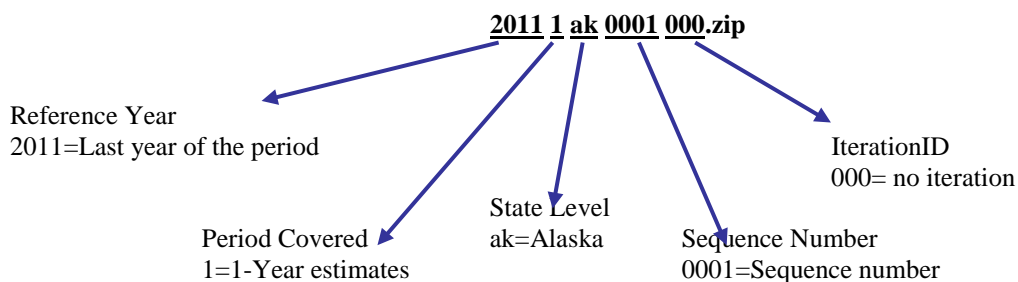 2011 1 ak 0001 000.zip
Reference Year
2011=Last year of the period
IterationID
000= no iteration
State Level
ak=Alaska
Period Covered
1=1-Year estimates
Sequence Number
0001=Sequence number